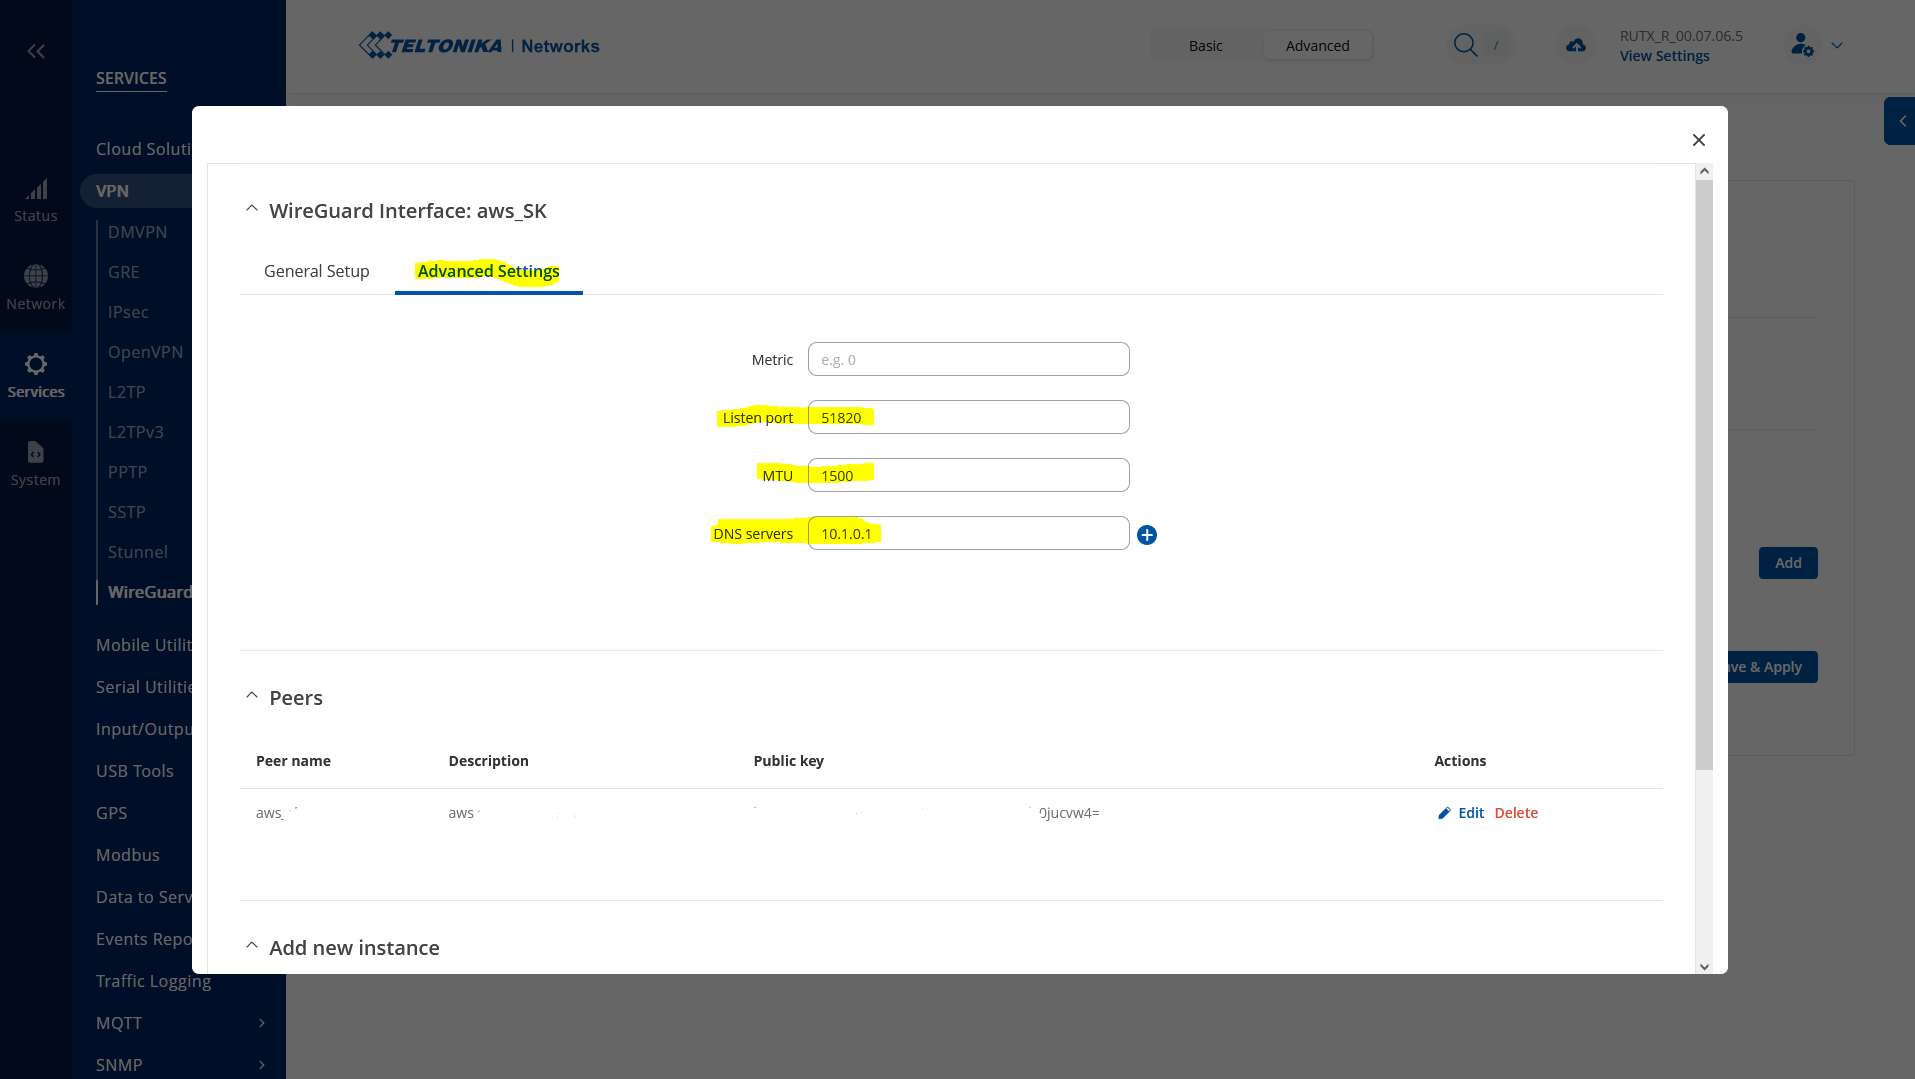 TELTONIKA | Networks
Basic
Advanced
/
RUTX_R_00.07.06.5
View Settings
Status
Network
Services
System
SERVICES
Cloud Soluti
VPN
DMVPN
GRE
IPsec
OpenVPN
L2TP
L2TPv3
PPTP
SSTP
Stunnel
WireGuard
Mobile Utilit
Serial Utilitie
Input/Outpu
USB Tools
GPS
Modbus
Data to Serv
Events Repo
Traffic Logging
MQTT
SNMP
WireGuard Interface: aws_SK
General Setup
Advanced Settings
Metric e.g. 0
Listen port 51820
MTU 1500
DNS servers 10.1.0.1
Peers
Peer name Description Public key Actions
aws_ aws 0jucvw4= Edit Delete
Add new instance
Add
ve & Apply